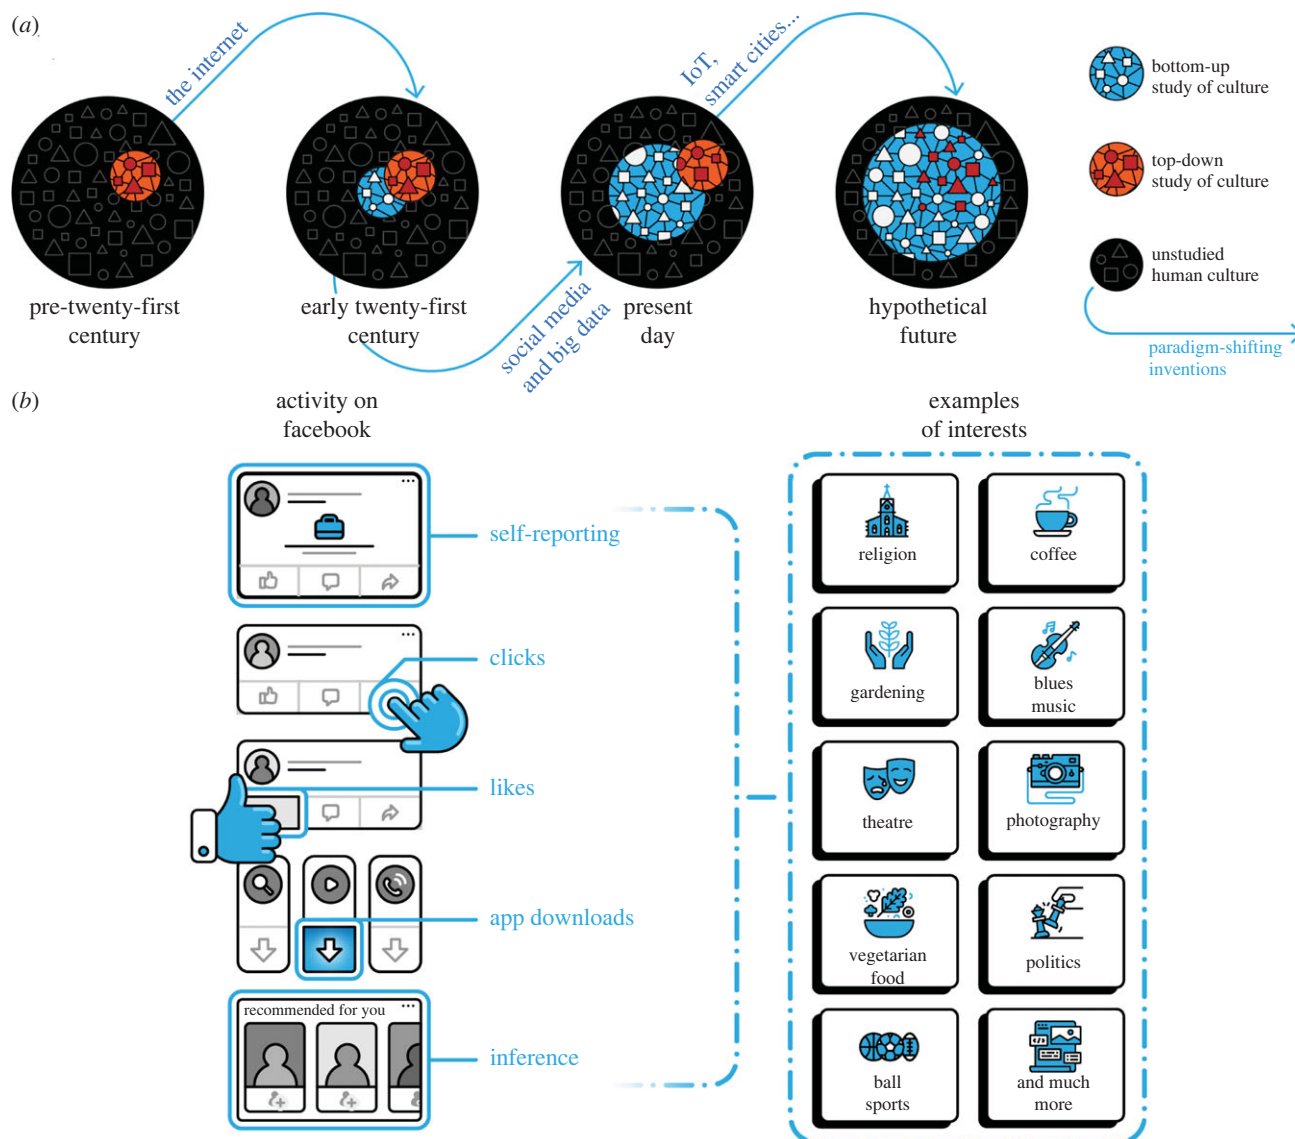 (a)
the internet
IoT,
smart cities...
bottom-up
study of culture
top-down
study of culture
unstudied
human culture
pre-twenty-first
century
early twenty-first
century
social media
and big data
present
day
hypothetical
future
paradigm-shifting
inventions
(b)
activity on
facebook
examples
of interests
self-reporting
clicks
likes
app downloads
recommended for you
inference
religion
coffee
gardening
blues
music
theatre
photography
vegetarian
food
politics
ball
sports
and much
more